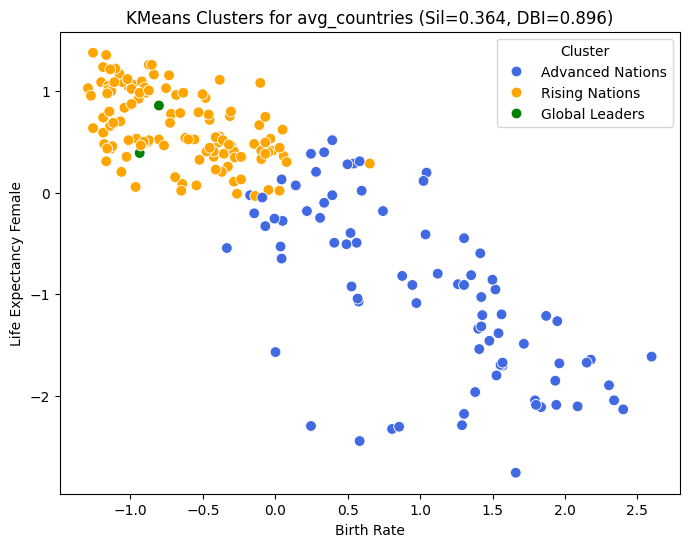 KMeans Clusters for avg_countries (Sil=0.364, DBI=0.896)
Cluster
Advanced Nations
Rising Nations
Global Leaders
Life Expectancy Female
1
0
−1
−2
−1.0 −0.5 0.0 0.5 1.0 1.5 2.0 2.5
Birth Rate